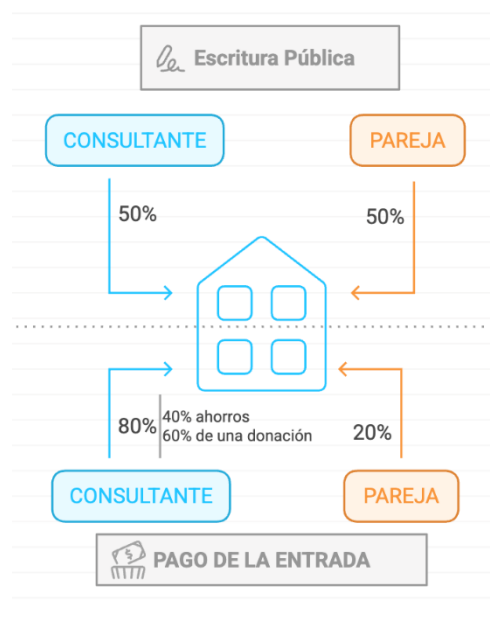 Escritura Pública
CONSULTANTE
PAREJA
50%
50%
80%
40% ahorros
60% de una donación
20%
CONSULTANTE
PAREJA
$
PAGO DE LA ENTRADA